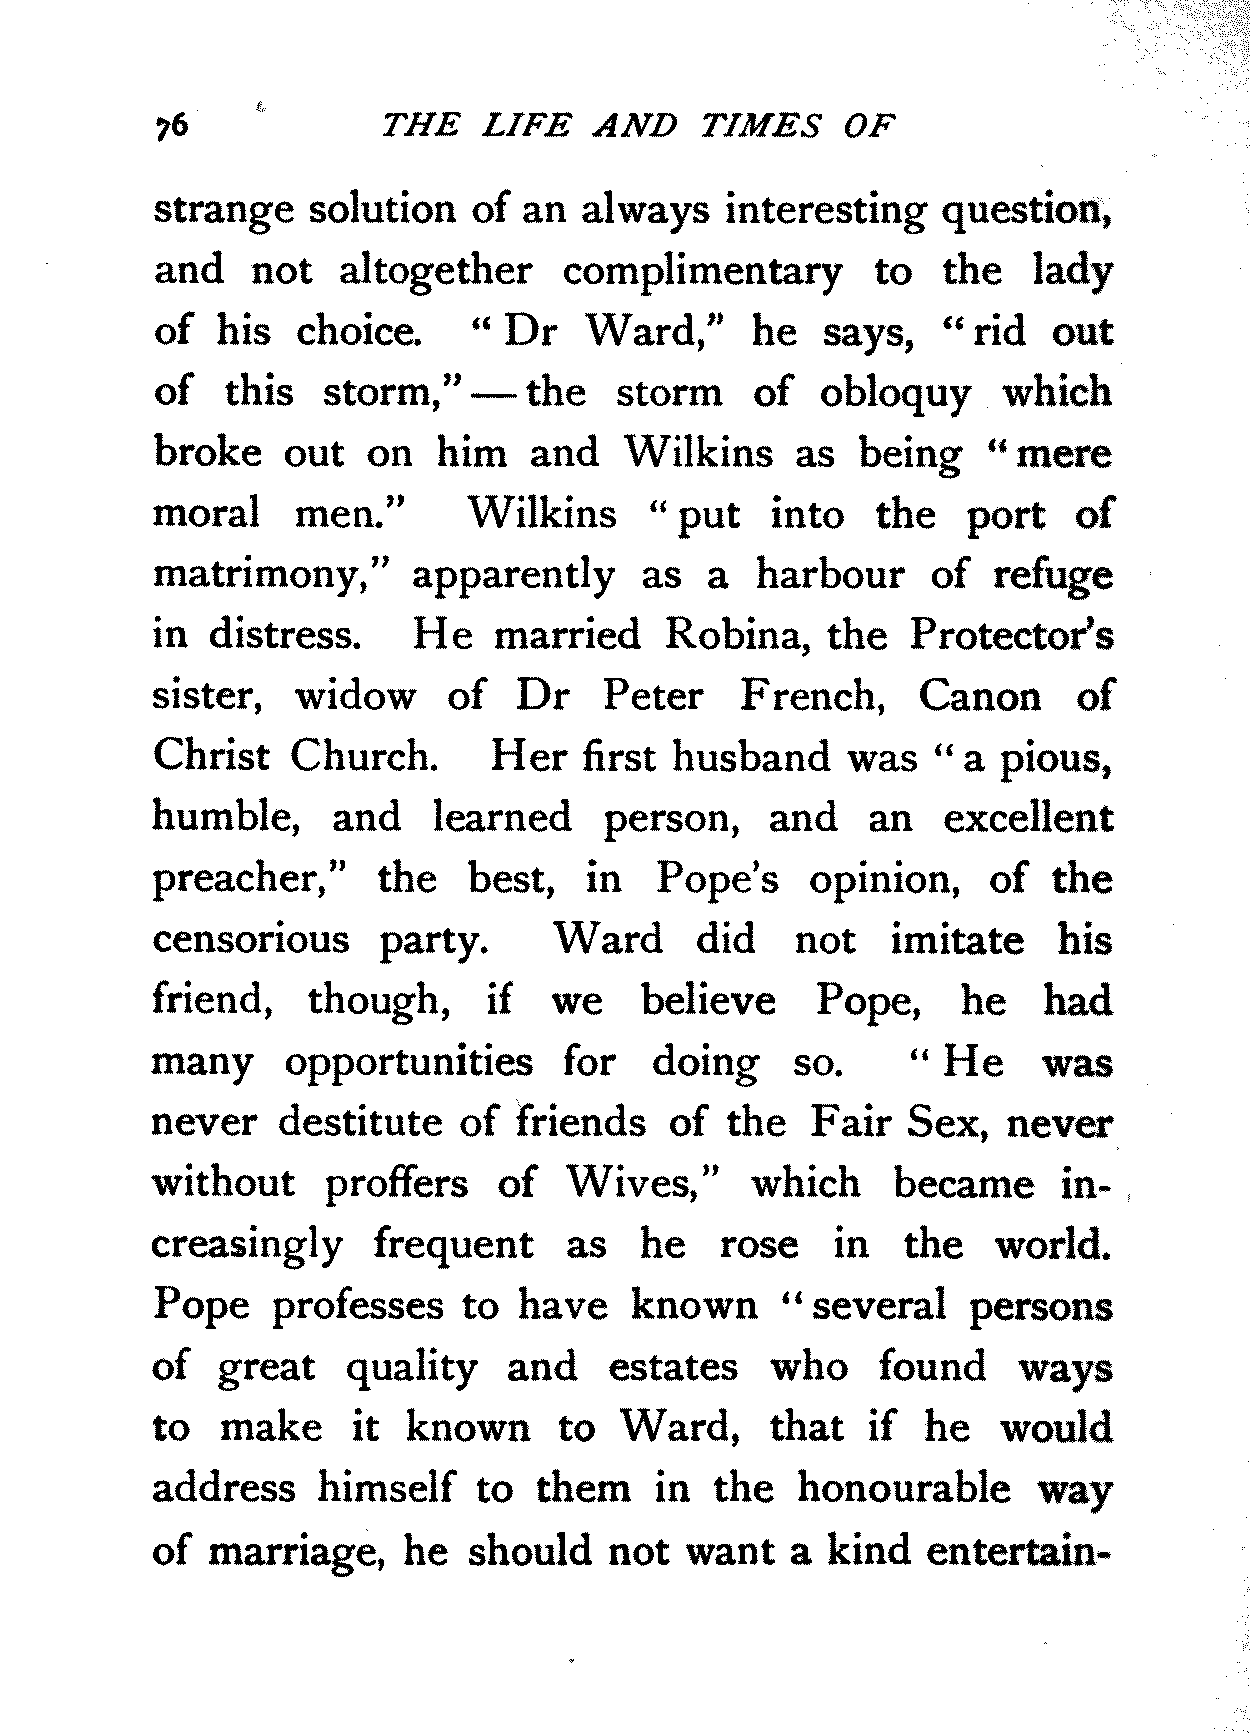 76 THE LIFE AND TIMES OF
strange solution of an always interesting question,
and not altogether complimentary to the lady
of his choice. “Dr Ward,” he says, “rid out
of this storm,”—the storm of obloquy which
broke out on him and Wilkins as being “mere
moral men.” Wilkins “put into the port of
matrimony,” apparently as a harbour of refuge
in distress. He married Robina, the Protector’s
sister, widow of Dr Peter French, Canon of
Christ Church. Her first husband was “a pious,
humble, and learned person, and an excellent
preacher,” the best, in Pope’s opinion, of the
censorious party. Ward did not imitate his
friend, though, if we believe Pope, he had
many opportunities for doing so. “He was
never destitute of friends of the Fair Sex, never
without proffers of Wives,” which became in-
creasingly frequent as he rose in the world.
Pope professes to have known “several persons
of great quality and estates who found ways
to make it known to Ward, that if he would
address himself to them in the honourable way
of marriage, he should not want a kind entertain-